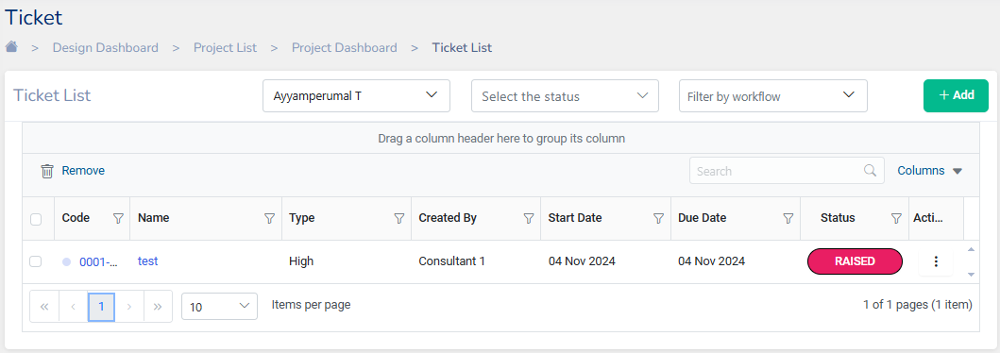 Ticket
> Design Dashboard > Project List > Project Dashboard > Ticket List
Ticket List Ayyamperumal T Select the status Filter by workflow + Add
Drag a column header here to group its column
Remove Search Columns
Code Name Type Created By Start Date Due Date Status Acti...
0001-... test High Consultant 1 04 Nov 2024 04 Nov 2024 RAISED
« ‹ 1 › » 10 Items per page 1 of 1 pages (1 item)